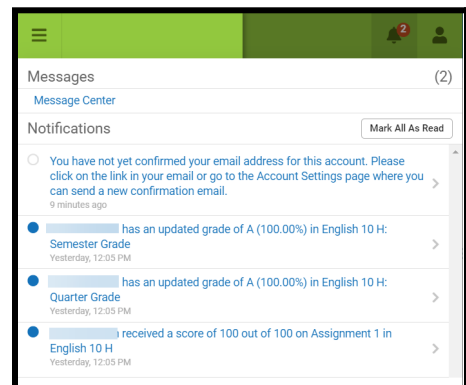 2
Messages (2)
Message Center
Notifications Mark All As Read
You have not yet confirmed your email address for this account. Please
click on the link in your email or go to the Account Settings page where you
can send a new confirmation email.
9 minutes ago
has an updated grade of A (100.00%) in English 10 H:
Semester Grade
Yesterday, 12:05 PM
has an updated grade of A (100.00%) in English 10 H:
Quarter Grade
Yesterday, 12:05 PM
received a score of 100 out of 100 on Assignment 1 in
English 10 H
Yesterday, 12:05 PM